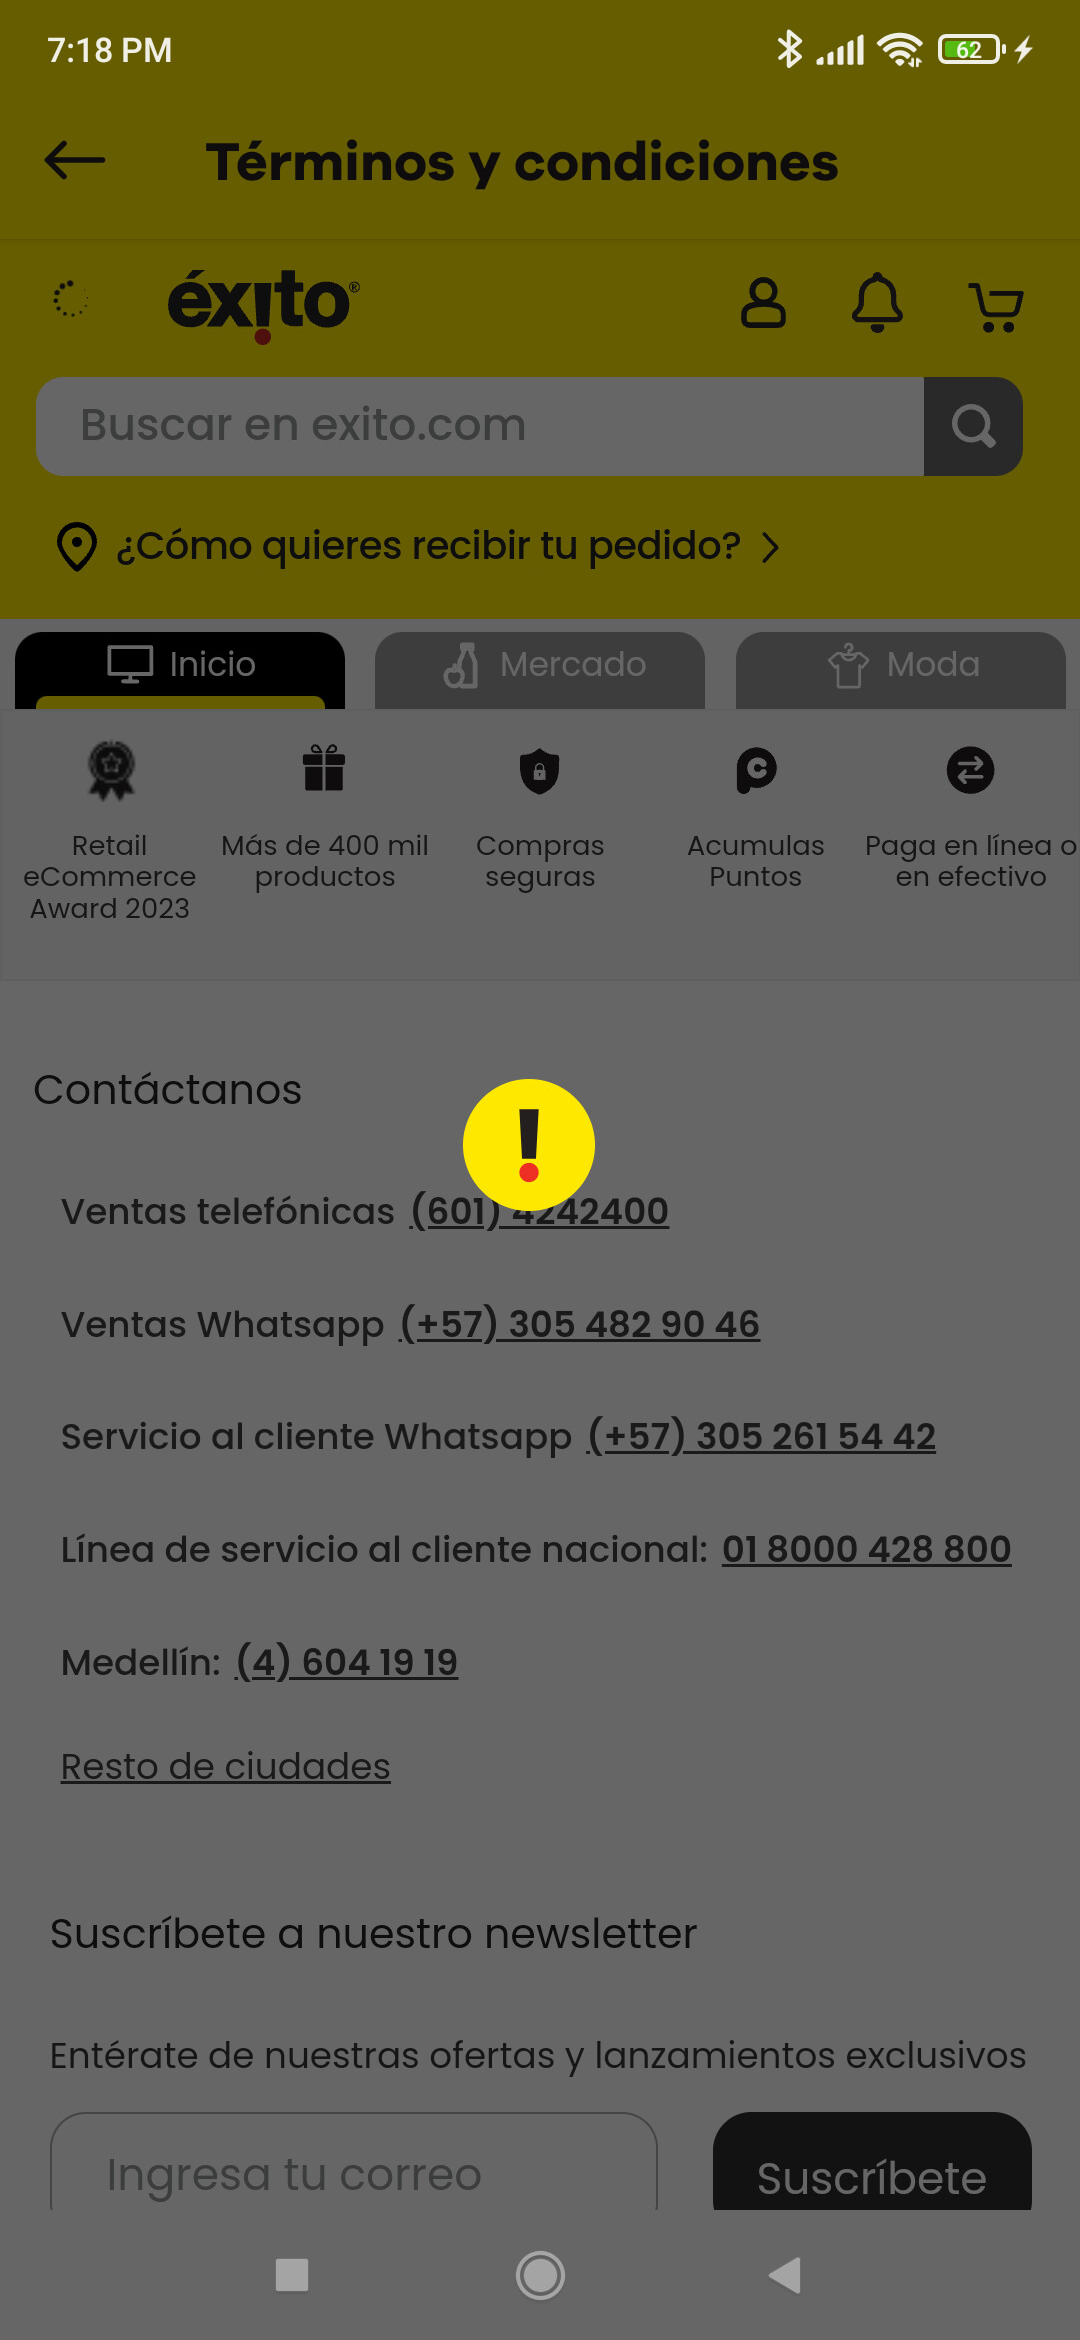 7:18 PM
62
Términos y condiciones
éxito®
Buscar en exito.com
¿Cómo quieres recibir tu pedido?
Inicio
Mercado
Moda
Retail eCommerce Award 2023
Más de 400 mil productos
Compras seguras
Acumulas Puntos
Paga en línea o en efectivo
Contáctanos
Ventas telefónicas (601) 4242400
Ventas Whatsapp (+57) 305 482 90 46
Servicio al cliente Whatsapp (+57) 305 261 54 42
Línea de servicio al cliente nacional: 01 8000 428 800
Medellín: (4) 604 19 19
Resto de ciudades
Suscríbete a nuestro newsletter
Entérate de nuestras ofertas y lanzamientos exclusivos
Ingresa tu correo
Suscríbete